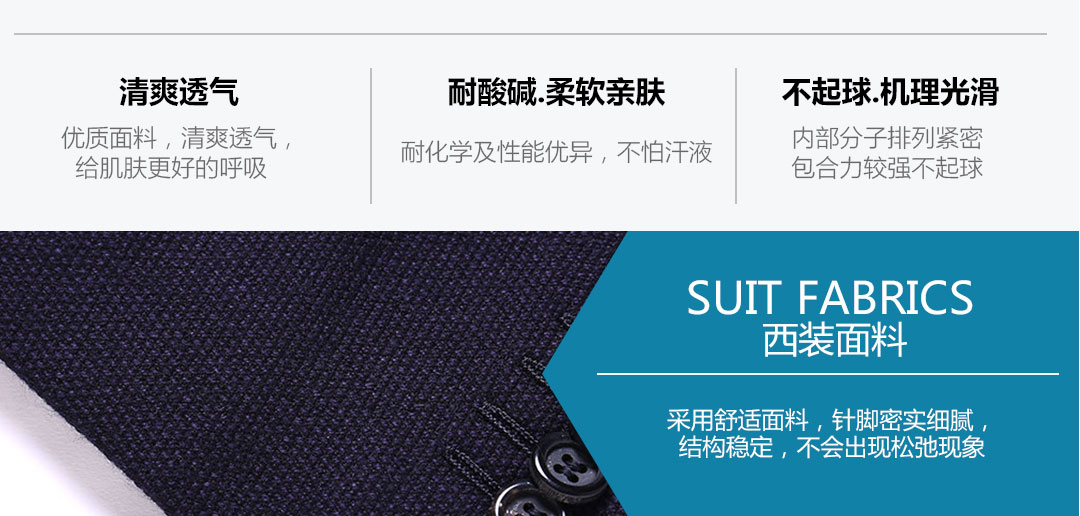 清爽透气
优质面料，清爽透气，
给肌肤更好的呼吸
耐酸碱.柔软亲肤
耐化学及性能优异，不怕汗液
不起球.机理光滑
内部分子排列紧密
包合力较强不起球
SUIT FABRICS
西装面料
采用舒适面料，针脚密实细腻，
结构稳定，不会出现松弛现象